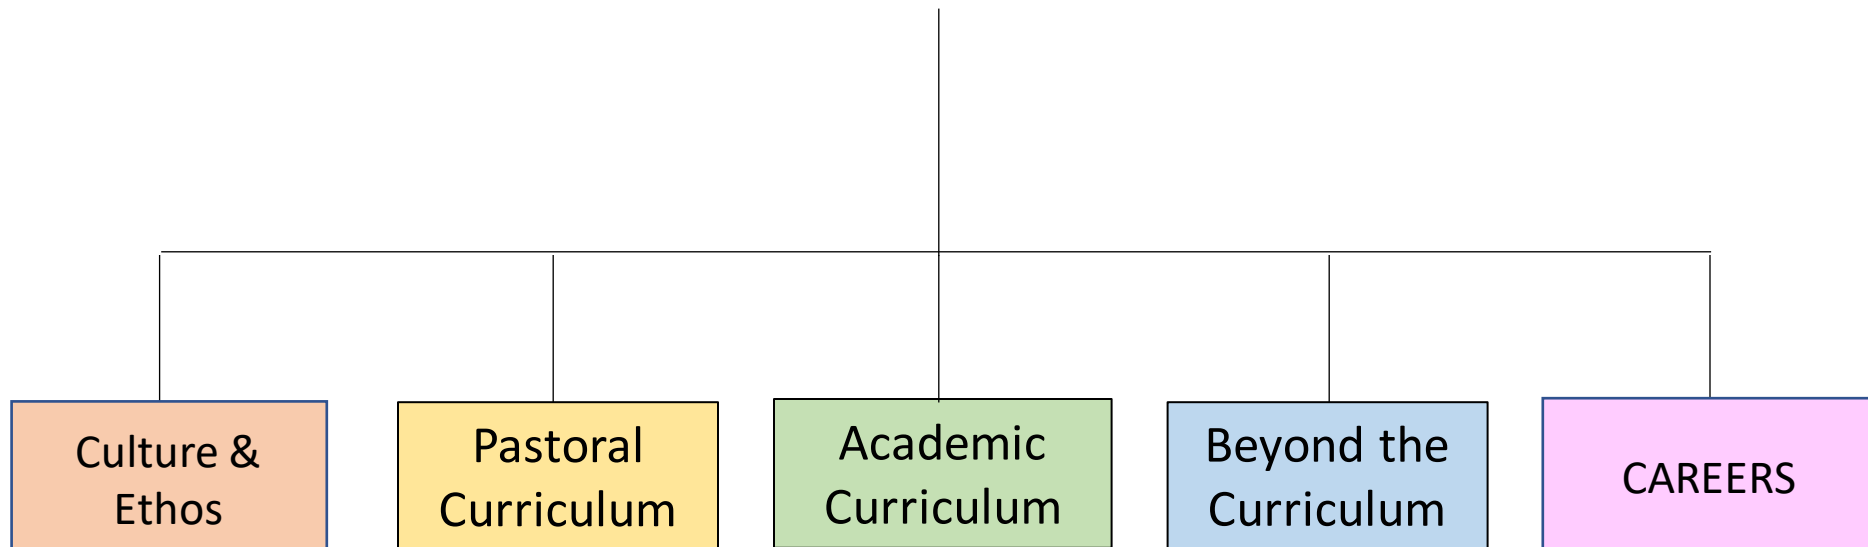 Culture &
Ethos
Pastoral
Curriculum
Academic
Curriculum
Beyond the
Curriculum
CAREERS